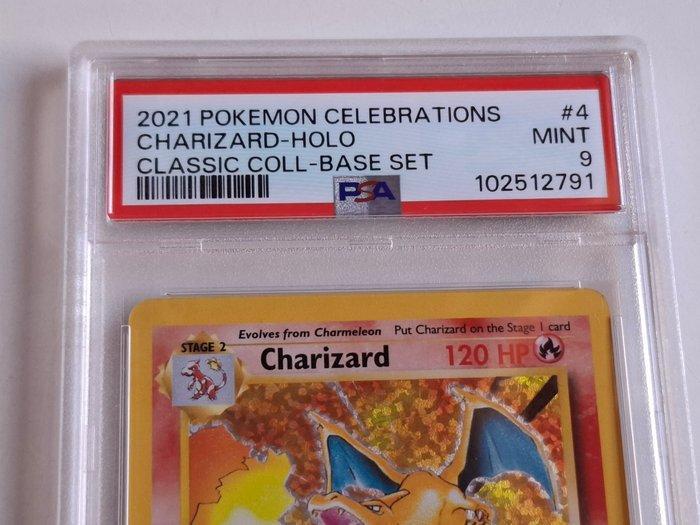 2021 POKEMON CELEBRATIONS #4
CHARIZARD-HOLO MINT
CLASSIC COLL-BASE SET 9
PSA 102512791
Evolves from Charmeleon Put Charizard on the Stage 1 card
STAGE 2
Charizard 120 HP